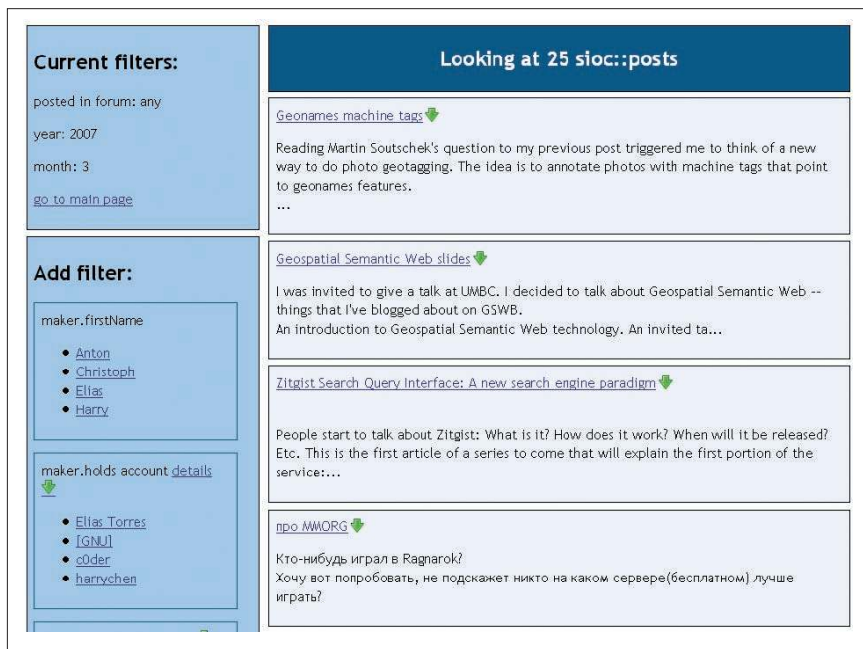 Current filters:
posted in forum: any
year: 2007
month: 3
go to main page
Add filter:
maker.firstName
Anton
Christoph
Elias
Harry
maker.holds account details
Elias Torres
[GNU]
c0der
harrychen
Looking at 25 sioc::posts
Geonames machine tags
Reading Martin Soutschek's question to my previous post triggered me to think of a new
way to do photo geotagging. The idea is to annotate photos with machine tags that point
to geonames features.
...
Geospatial Semantic Web slides
I was invited to give a talk at UMBC. I decided to talk about Geospatial Semantic Web --
things that I've blogged about on GSWB.
An introduction to Geospatial Semantic Web technology. An invited ta...
Zitgist Search Query Interface: A new search engine paradigm
People start to talk about Zitgist: What is it? How does it work? When will it be released?
Etc. This is the first article of a series to come that will explain the first portion of the
service:...
про MMORG
Кто-нибудь играл в Ragnarok?
Хочу вот попробовать, не подскажет никто на каком сервере(бесплатном) лучше
играть?